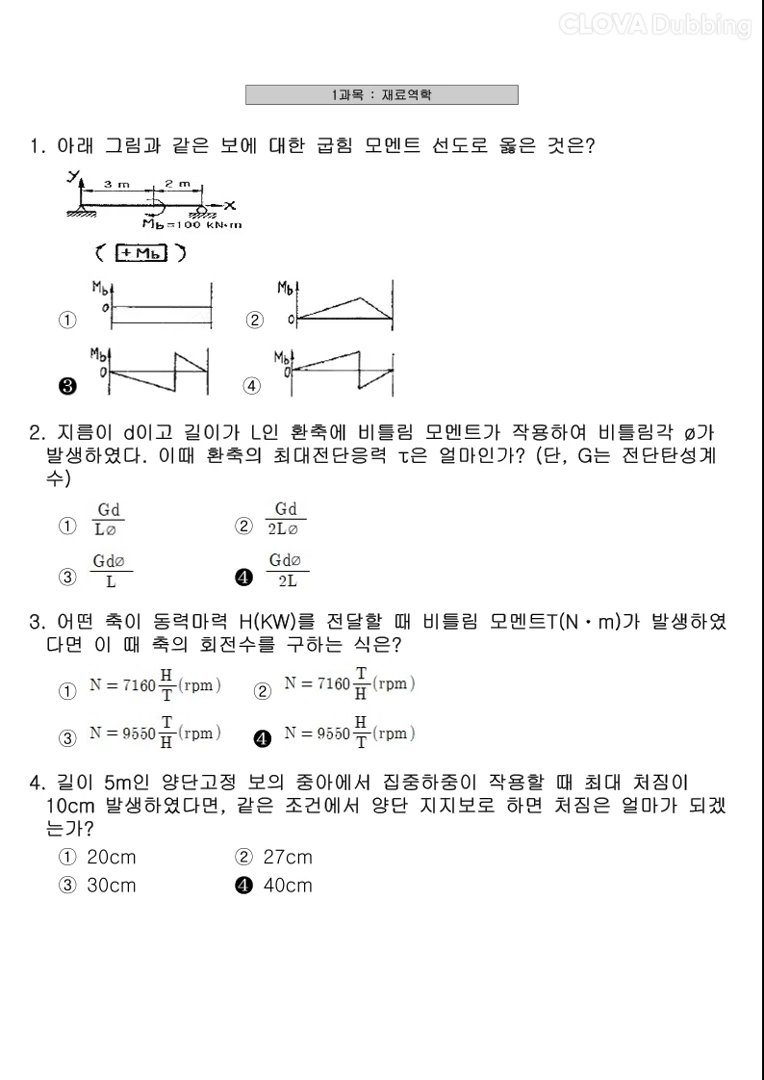 CLOVA Dubbing
1과목 : 재료역학
1. 아래 그림과 같은 보에 대한 굽힘 모멘트 선도로 옳은 것은?
y 3 m 2 m x
Mb=100 kN·m
( +Mb )
① Mb 0 ② Mb 0
❸ Mb 0 ④ Mb 0
2. 지름이 d이고 길이가 L인 환축에 비틀림 모멘트가 작용하여 비틀림각 ø가
발생하였다. 이때 환축의 최대전단응력 τ은 얼마인가? (단, G는 전단탄성계
수)
① Gd/Lø ② Gd/2Lø
③ Gdø/L ❹ Gdø/2L
3. 어떤 축이 동력마력 H(KW)를 전달할 때 비틀림 모멘트T(N·m)가 발생하였
다면 이 때 축의 회전수를 구하는 식은?
① N = 7160 H/T (rpm) ② N = 7160 T/H (rpm)
③ N = 9550 T/H (rpm) ❹ N = 9550 H/T (rpm)
4. 길이 5m인 양단고정 보의 중아에서 집중하중이 작용할 때 최대 처짐이
10cm 발생하였다면, 같은 조건에서 양단 지지보로 하면 처짐은 얼마가 되겠
는가?
① 20cm ② 27cm
③ 30cm ❹ 40cm